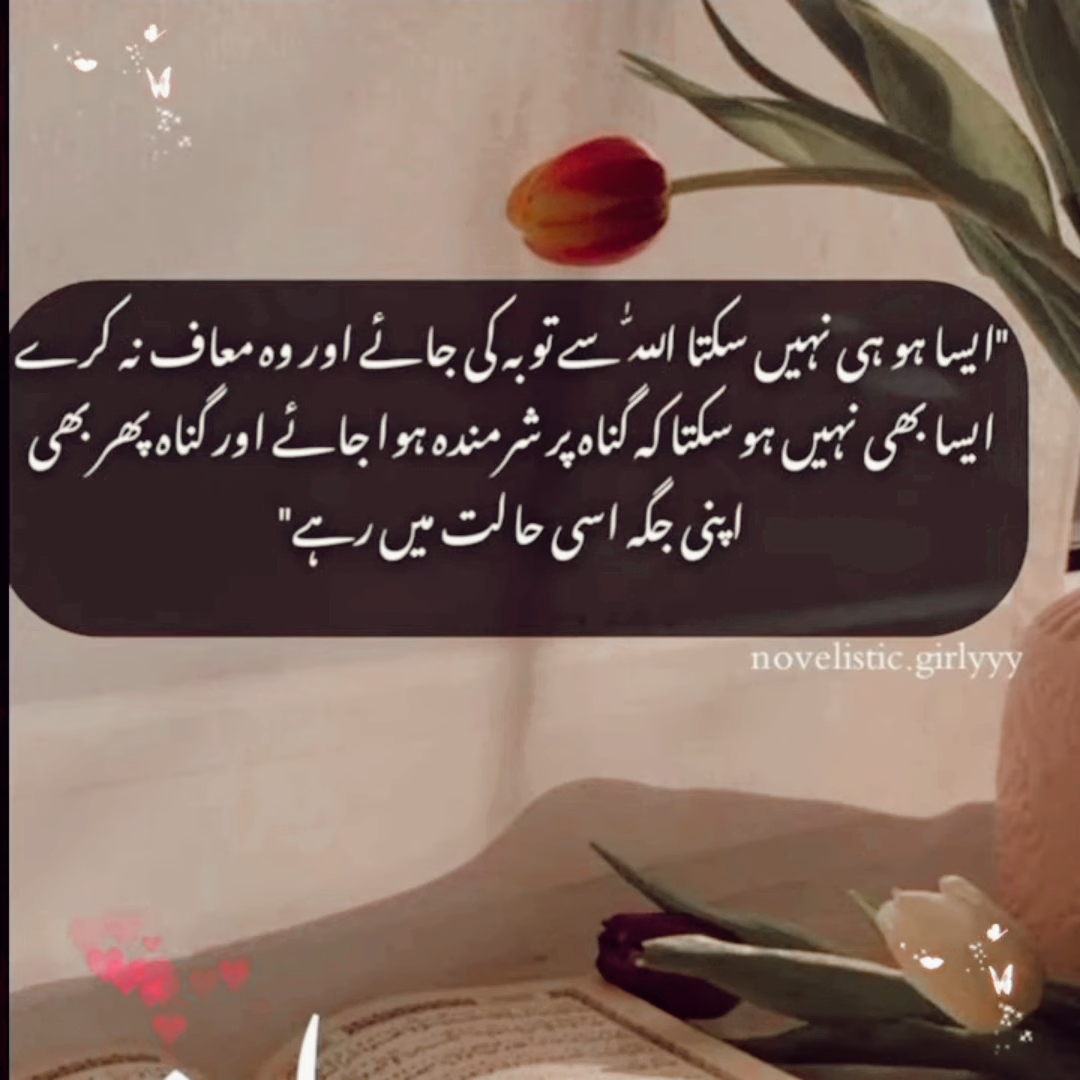 "ایسا ہو ہی نہیں سکتا اللہ سے توبہ کی جائے اور وہ معاف نہ کرے
ایسا بھی نہیں ہو سکتا کہ گناہ پر شرمندہ ہوا جائے اور گناہ پھر بھی
اپنی جگہ اسی حالت میں رہے"
novelistic.girlyyy